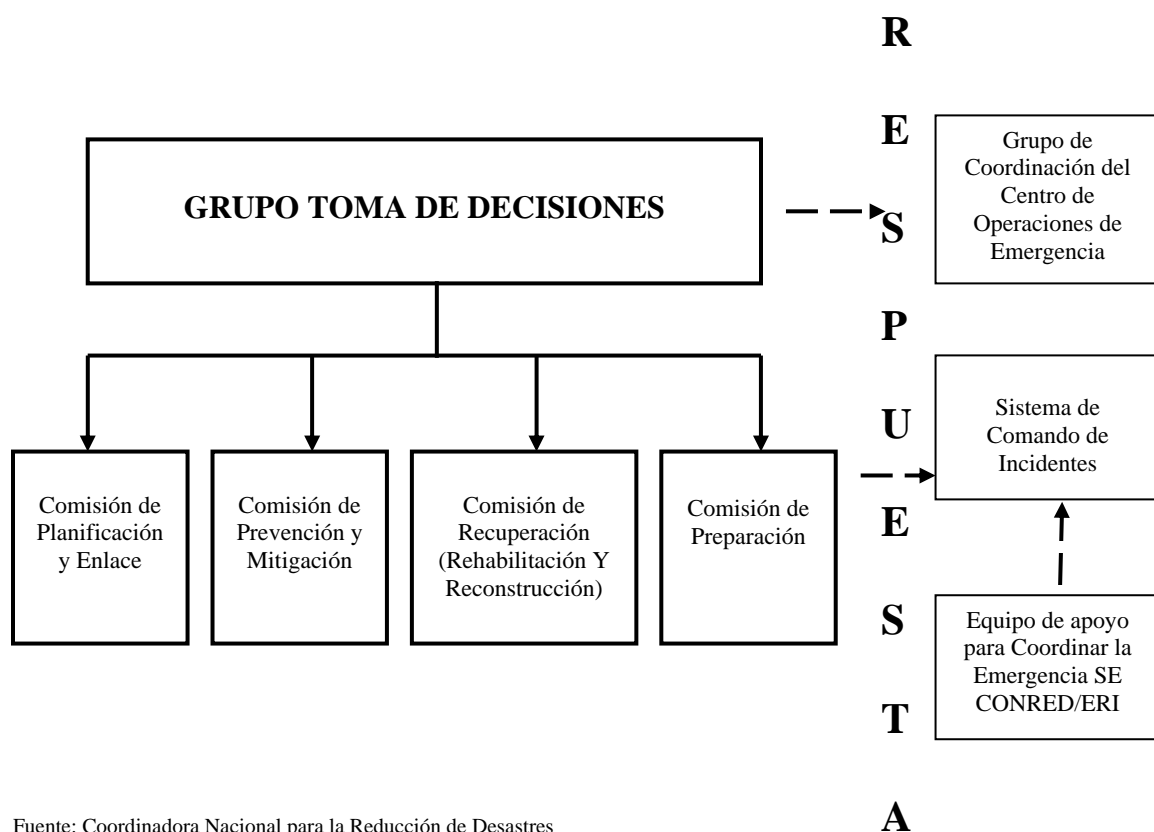 GRUPO TOMA DE DECISIONES
Comisión de
Planificación
y Enlace
Comisión de
Prevención y
Mitigación
Comisión de
Recuperación
(Rehabilitación Y
Reconstrucción)
Comisión de
Preparación
R
E
S
P
U
E
S
T
A
Grupo de
Coordinación del
Centro de
Operaciones de
Emergencia
Sistema de
Comando de
Incidentes
Equipo de apoyo
para Coordinar la
Emergencia SE
CONRED/ERI
Fuente: Coordinadora Nacional para la Reducción de Desastres